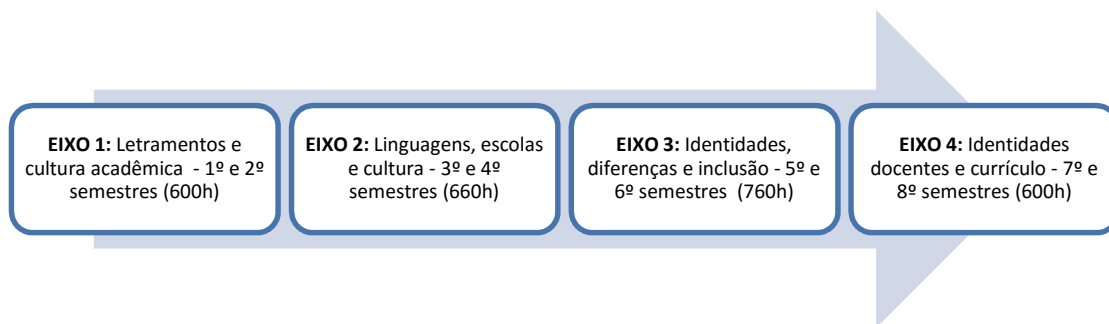 EIXO 1: Letramentos e
cultura acadêmica - 1º e 2º
semestres (600h)
EIXO 2: Linguagens, escolas
e cultura - 3º e 4º
semestres (660h)
EIXO 3: Identidades,
diferenças e inclusão - 5º e
6º semestres (760h)
EIXO 4: Identidades
docentes e currículo - 7º e
8º semestres (600h)